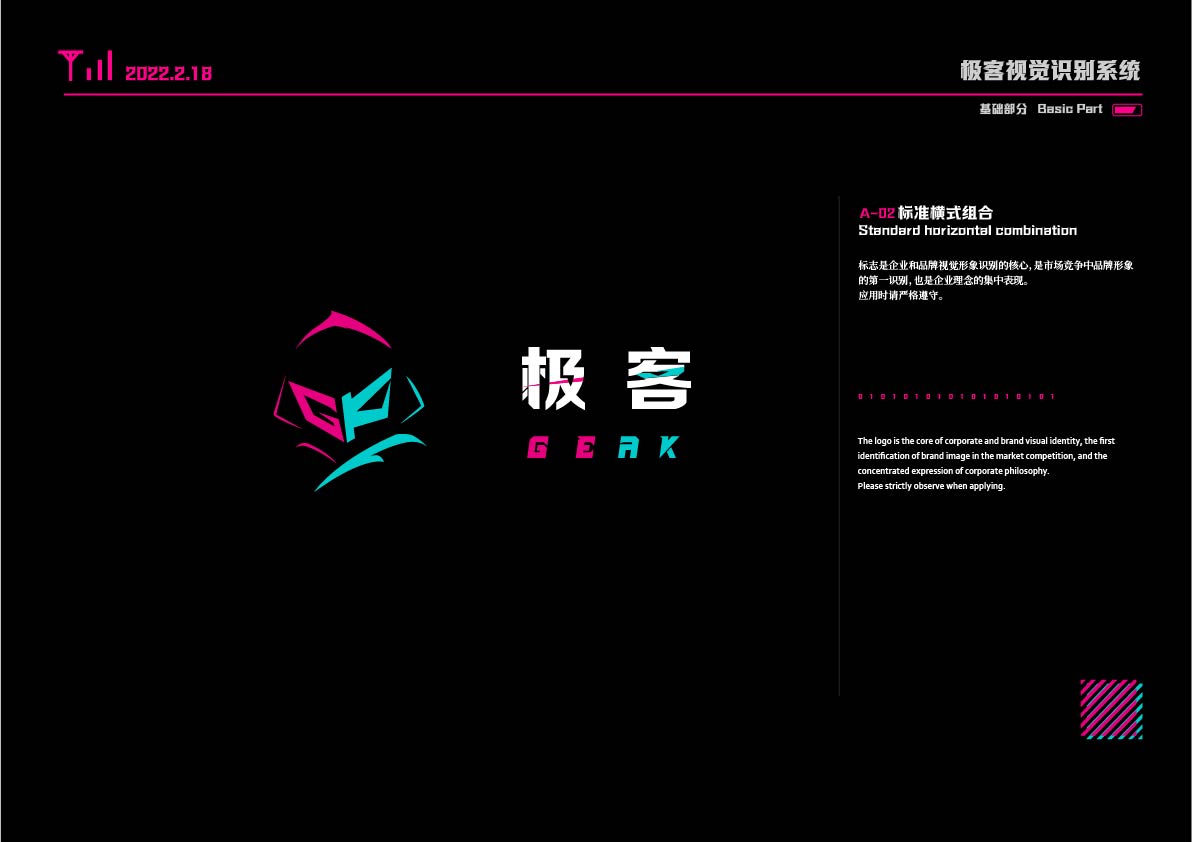 2022.2.18
极客视觉识别系统
基础部分 Basic Part
A-02 标准横式组合
Standard horizontal combination
标志是企业和品牌视觉形象识别的核心，是市场竞争中品牌形象
的第一识别，也是企业理念的集中表现。
应用时请严格遵守。
GK
极客
GEAK
0 1 0 1 0 1 0 1 0 1 0 1 0 1 0 1 0 1
The logo is the core of corporate and brand visual identity, the first
identification of brand image in the market competition, and the
concentrated expression of corporate philosophy.
Please strictly observe when applying.